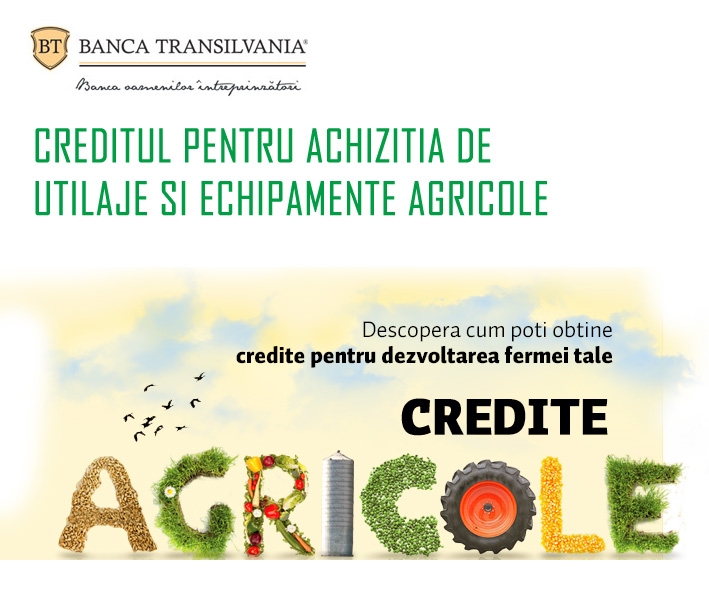 BT BANCA TRANSILVANIA®
Banca oamenilor întreprinzători
CREDITUL PENTRU ACHIZITIA DE
UTILAJE SI ECHIPAMENTE AGRICOLE
Descopera cum poti obtine
credite pentru dezvoltarea fermei tale
CREDITE
AGRICOLE